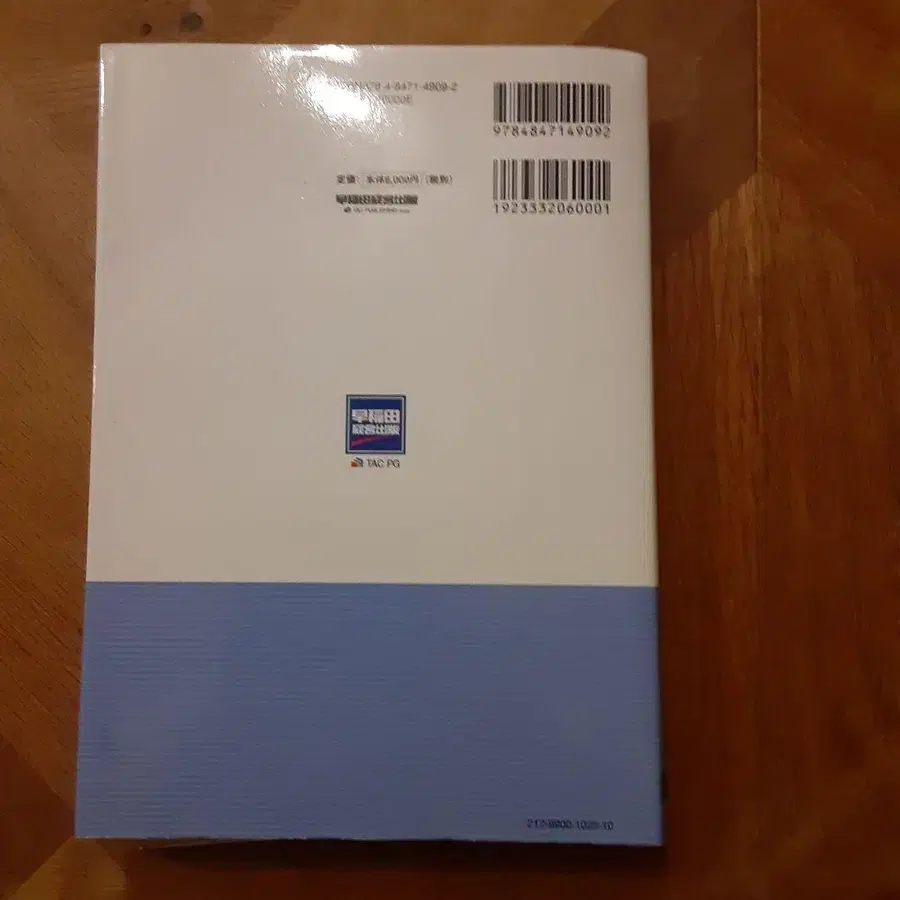 4-8471-4909-2
9784847149092
定価：本体6,000円（税別）
早稲田経営出版
1923332060001
早稲田
経営出版
TAC PG